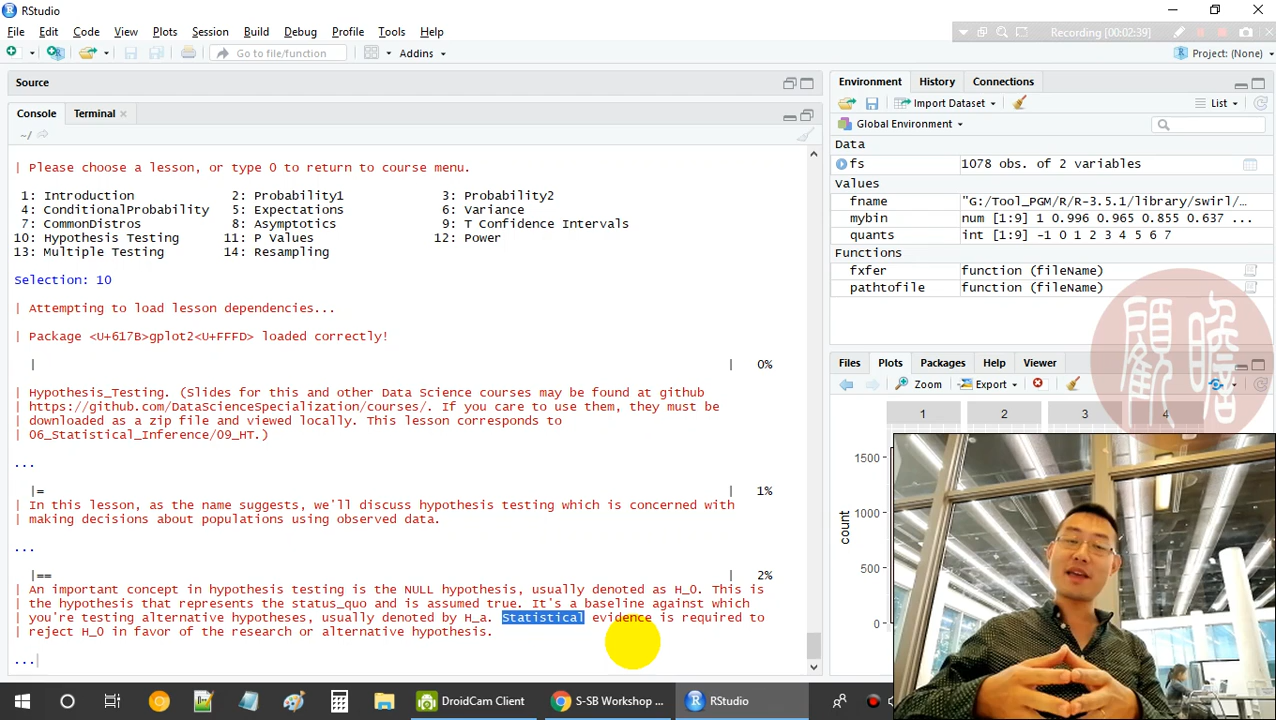 RStudio
File Edit Code View Plots Session Build Debug Profile Tools Help
Recording [00:02:39]
Go to file/function
Addins
Project: (None)
Source
Console Terminal
~/
| Please choose a lesson, or type 0 to return to course menu.
1: Introduction 2: Probability1 3: Probability2
4: ConditionalProbability 5: Expectations 6: Variance
7: CommonDistros 8: Asymptotics 9: T Confidence Intervals
10: Hypothesis Testing 11: P Values 12: Power
13: Multiple Testing 14: Resampling
Selection: 10
| Attempting to load lesson dependencies...
| Package <U+617B>gplot2<U+FFFD> loaded correctly!
| | 0%
| Hypothesis_Testing. (Slides for this and other Data Science courses may be found at github
| https://github.com/DataScienceSpecialization/courses/. If you care to use them, they must be
| downloaded as a zip file and viewed locally. This lesson corresponds to
| 06_Statistical_Inference/09_HT.)
...
|= | 1%
| In this lesson, as the name suggests, we'll discuss hypothesis testing which is concerned with
| making decisions about populations using observed data.
...
|== | 2%
| An important concept in hypothesis testing is the NULL hypothesis, usually denoted as H_0. This is
| the hypothesis that represents the status_quo and is assumed true. It's a baseline against which
| you're testing alternative hypotheses, usually denoted by H_a. Statistical evidence is required to
| reject H_0 in favor of the research or alternative hypothesis.
...
Environment History Connections
Import Dataset
List
Global Environment
Data
fs 1078 obs. of 2 variables
Values
fname "G:/Tool_PGM/R/R-3.5.1/library/swirl/…
mybin num [1:9] 1 0.996 0.965 0.855 0.637 ...
quants int [1:9] -1 0 1 2 3 4 5 6 7
Functions
fxfer function (fileName)
pathtofile function (fileName)
顧瞻
Files Plots Packages Help Viewer
Zoom Export
1 2 3 4
1500
1000
500
0
count
DroidCam Client
S-SB Workshop ...
RStudio